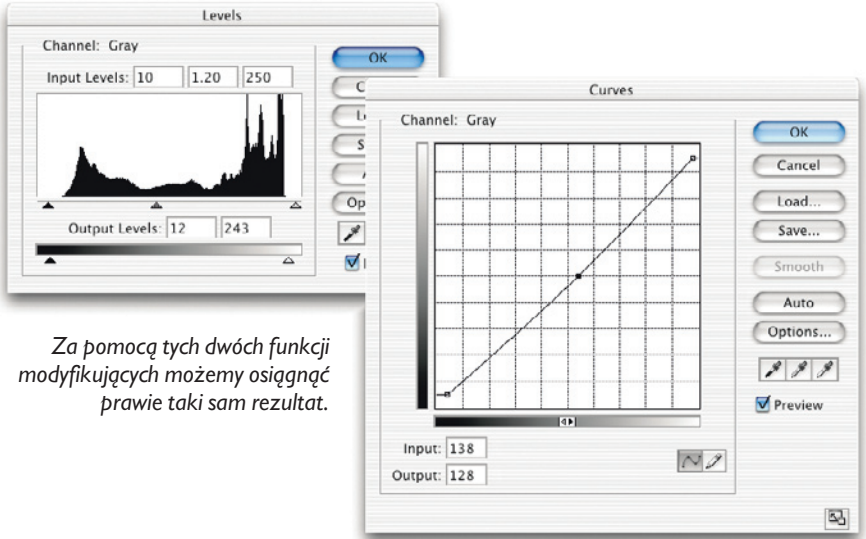 Levels
Channel: Gray
Input Levels: 10 1.20 250
Output Levels: 12 243
OK
Curves
Channel: Gray
Input: 138
Output: 128
OK
Cancel
Load...
Save...
Smooth
Auto
Options...
Preview
Za pomocą tych dwóch funkcji
modyfikujących możemy osiągnąć
prawie taki sam rezultat.